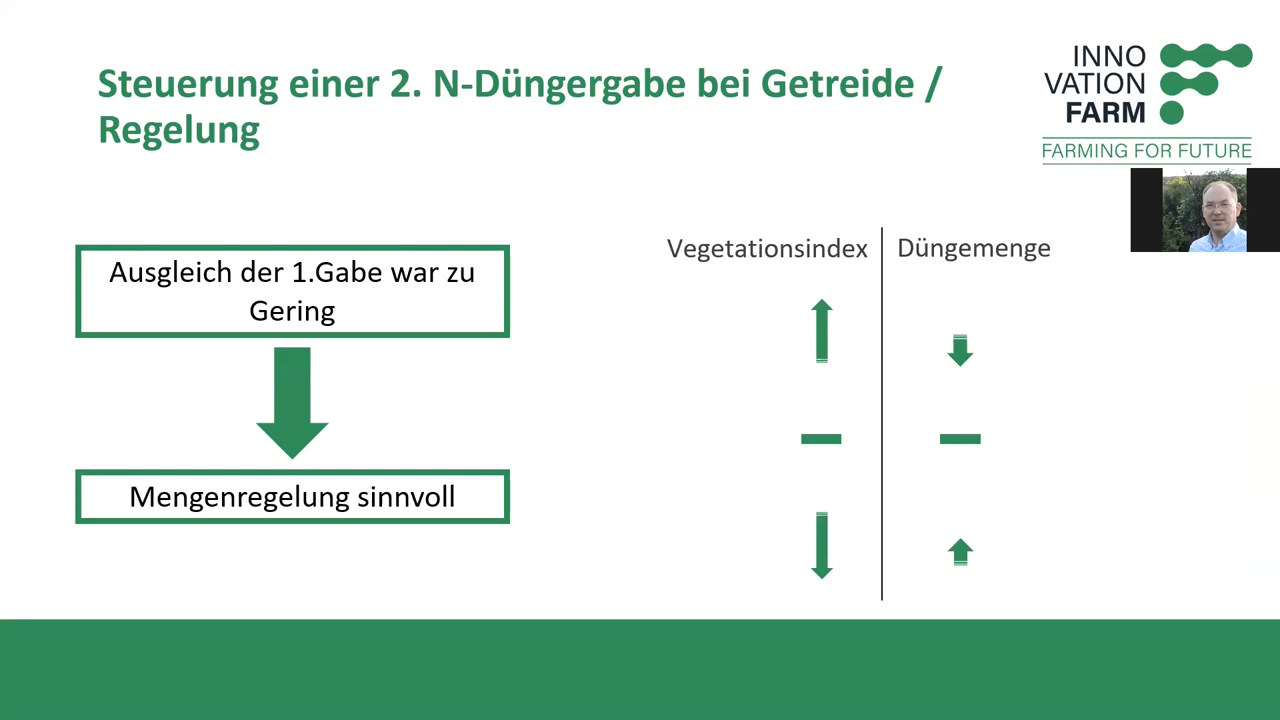 Steuerung einer 2. N-Düngergabe bei Getreide /
Regelung
INNO
VATION
FARM
FARMING FOR FUTURE
Ausgleich der 1.Gabe war zu
Gering
Mengenregelung sinnvoll
Vegetationsindex
Düngemenge